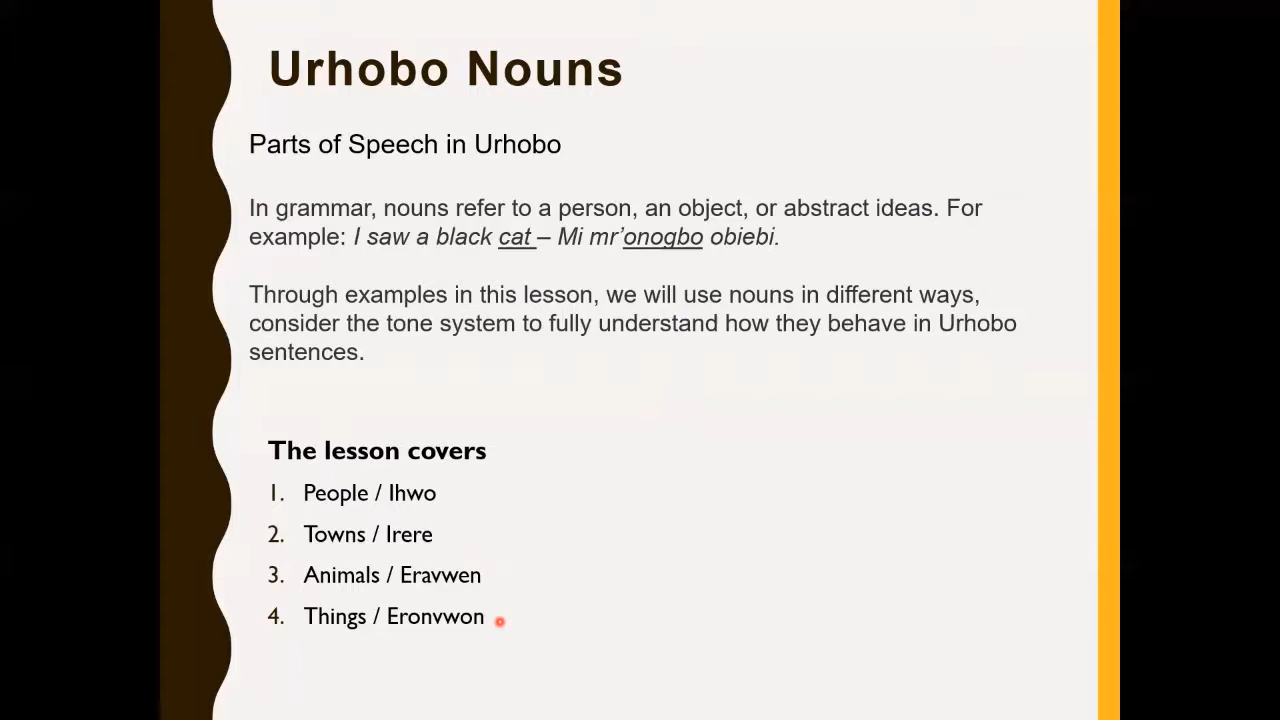 Urhobo Nouns
Parts of Speech in Urhobo
In grammar, nouns refer to a person, an object, or abstract ideas. For
example: I saw a black cat – Mi mr’onogbo obiebi.
Through examples in this lesson, we will use nouns in different ways,
consider the tone system to fully understand how they behave in Urhobo
sentences.
The lesson covers
1. People / Ihwo
2. Towns / Irere
3. Animals / Eravwen
4. Things / Eronvwon